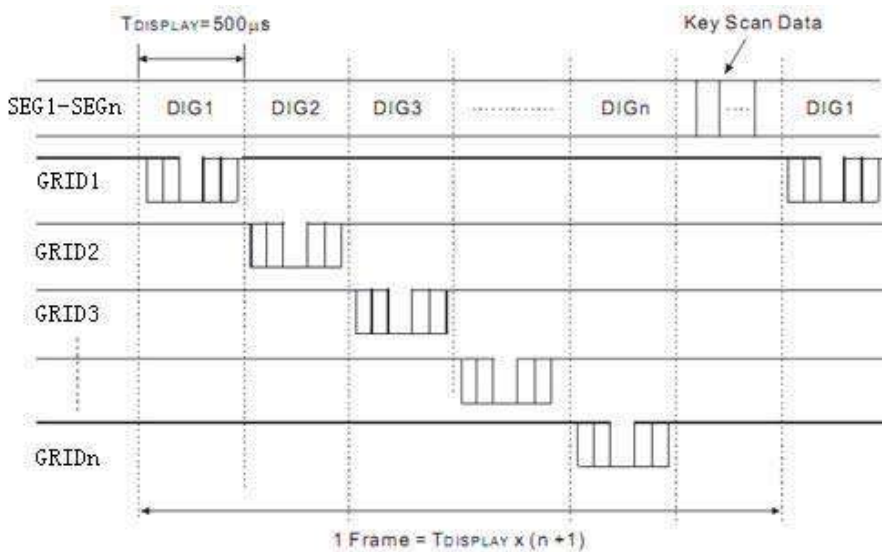 TDISPLAY=500μs
Key Scan Data
SEG1-SEGn DIG1 DIG2 DIG3 ............ DIGn .... DIG1
GRID1
GRID2
GRID3
GRIDn
1 Frame = TDISPLAY x (n +1)